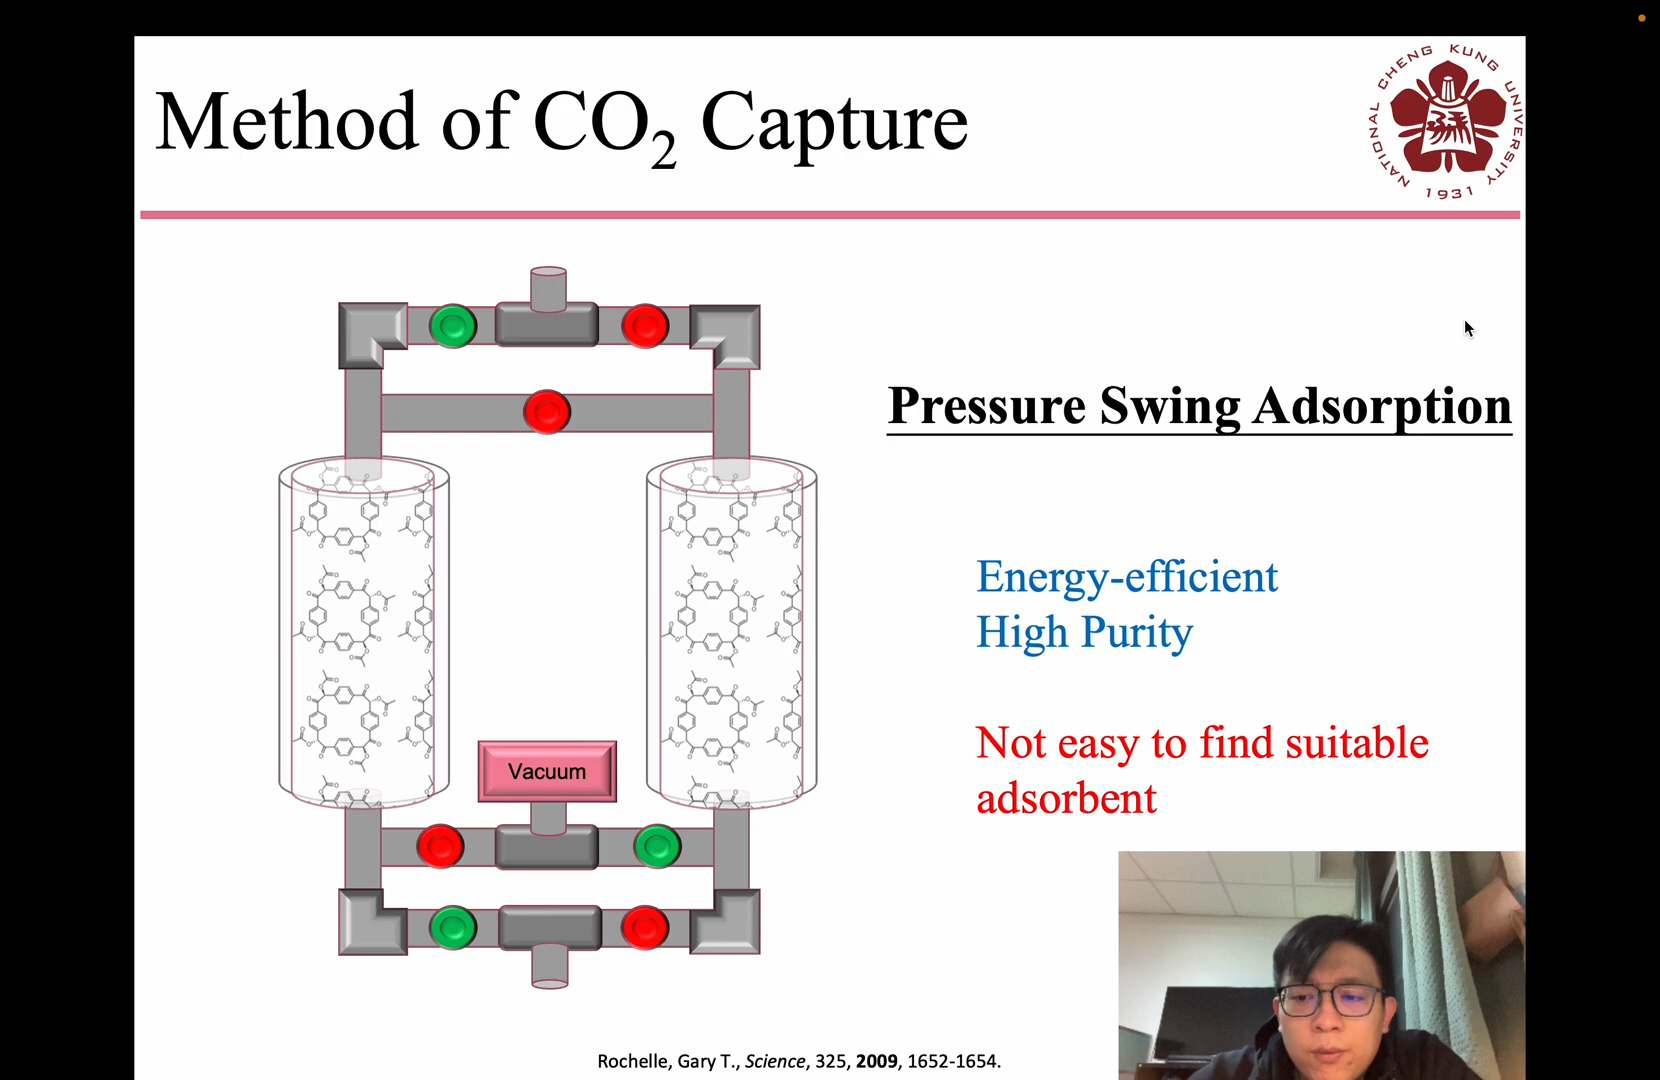 Method of CO₂ Capture
NATIONAL CHENG KUNG UNIVERSITY
1931
Pressure Swing Adsorption
Energy-efficient
High Purity
Not easy to find suitable
adsorbent
Vacuum
Rochelle, Gary T., Science, 325, 2009, 1652-1654.